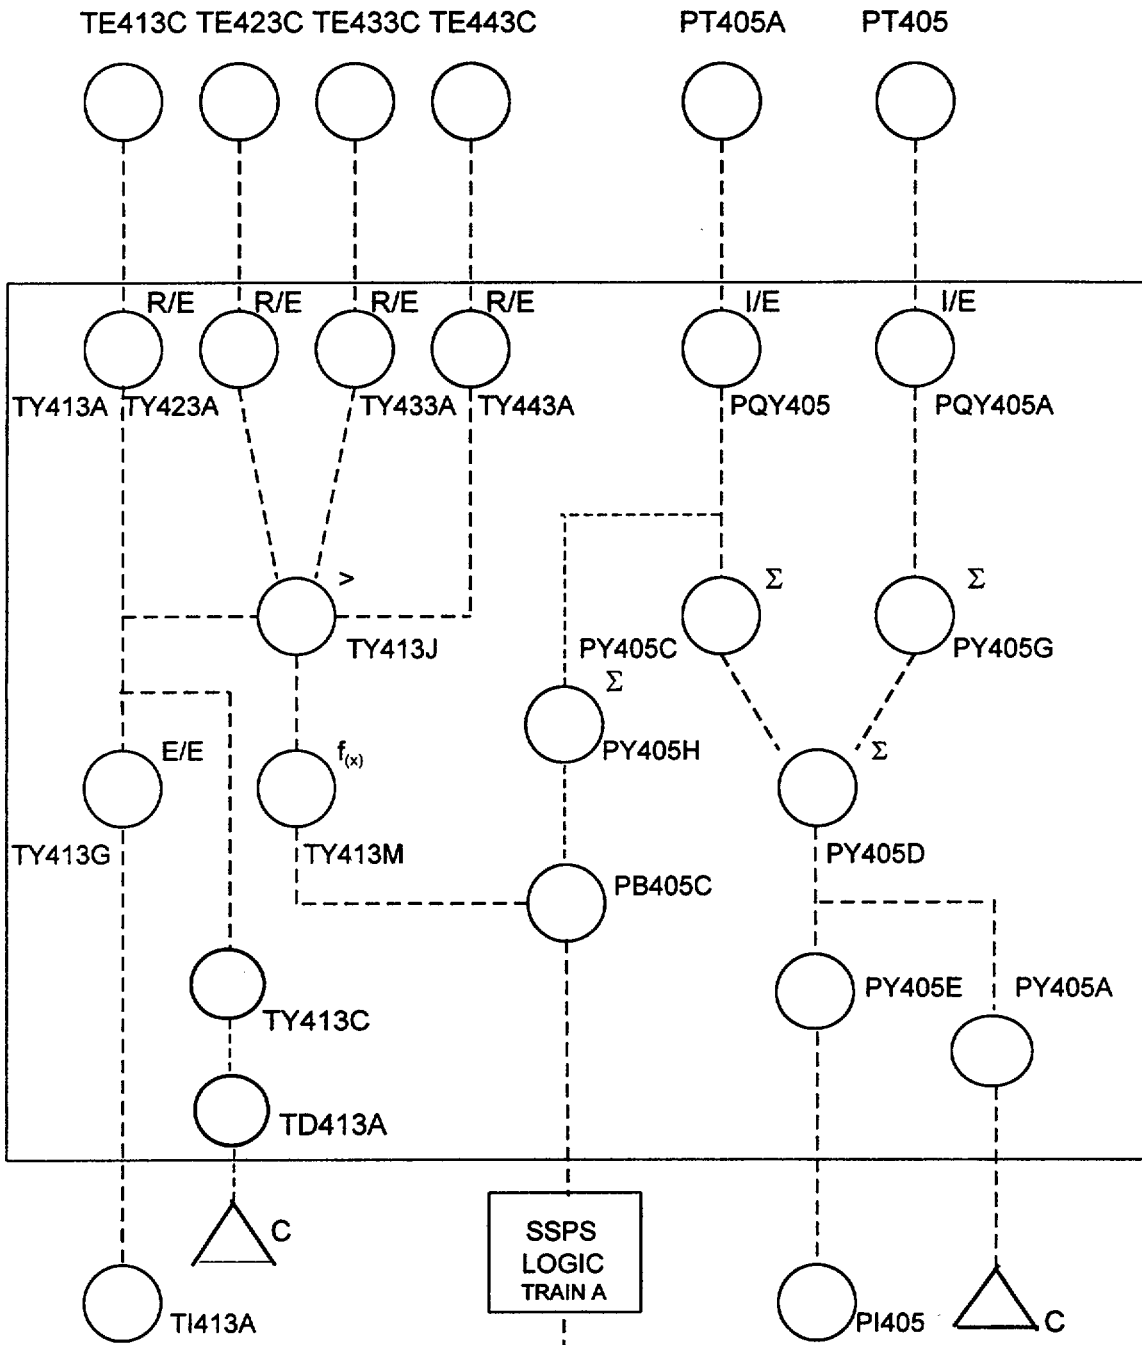 TE413C TE423C TE433C TE443C PT405A PT405
R/E R/E R/E R/E I/E I/E
TY413A TY423A TY433A TY443A PQY405 PQY405A
> Σ Σ
TY413J PY405C PY405G
Σ
PY405H
E/E f(x) Σ
TY413G TY413M PY405D
PB405C
PY405E PY405A
TY413C
TD413A
C
SSPS
LOGIC
TRAIN A
TI413A PI405 C